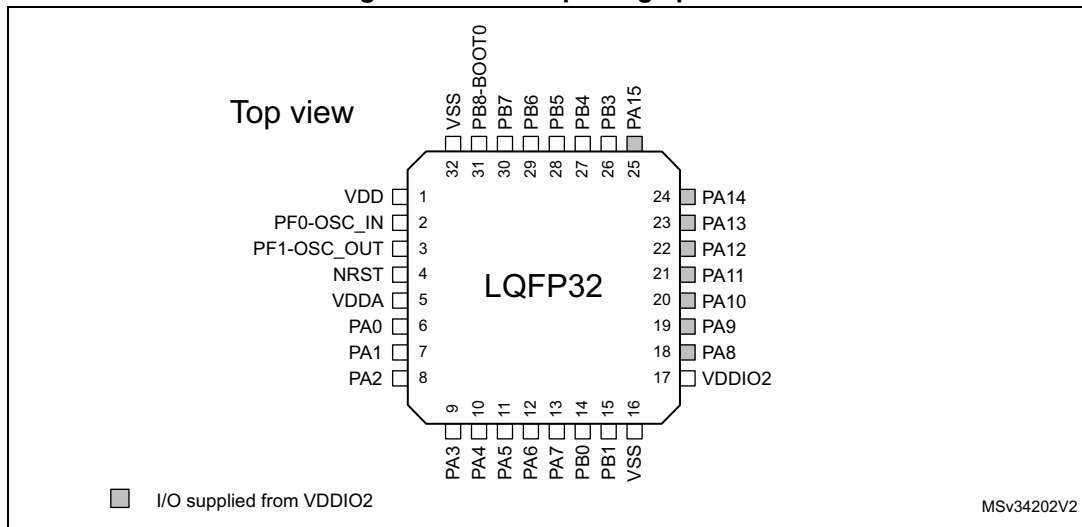 Top view
VSS
PB8-BOOT0
PB7
PB6
PB5
PB4
PB3
PA15
32
31
30
29
28
27
26
25
VDD 1
PF0-OSC_IN 2
PF1-OSC_OUT 3
NRST 4
VDDA 5
PA0 6
PA1 7
PA2 8
LQFP32
24 PA14
23 PA13
22 PA12
21 PA11
20 PA10
19 PA9
18 PA8
17 VDDIO2
9
10
11
12
13
14
15
16
PA3
PA4
PA5
PA6
PA7
PB0
PB1
VSS
I/O supplied from VDDIO2
MSv34202V2